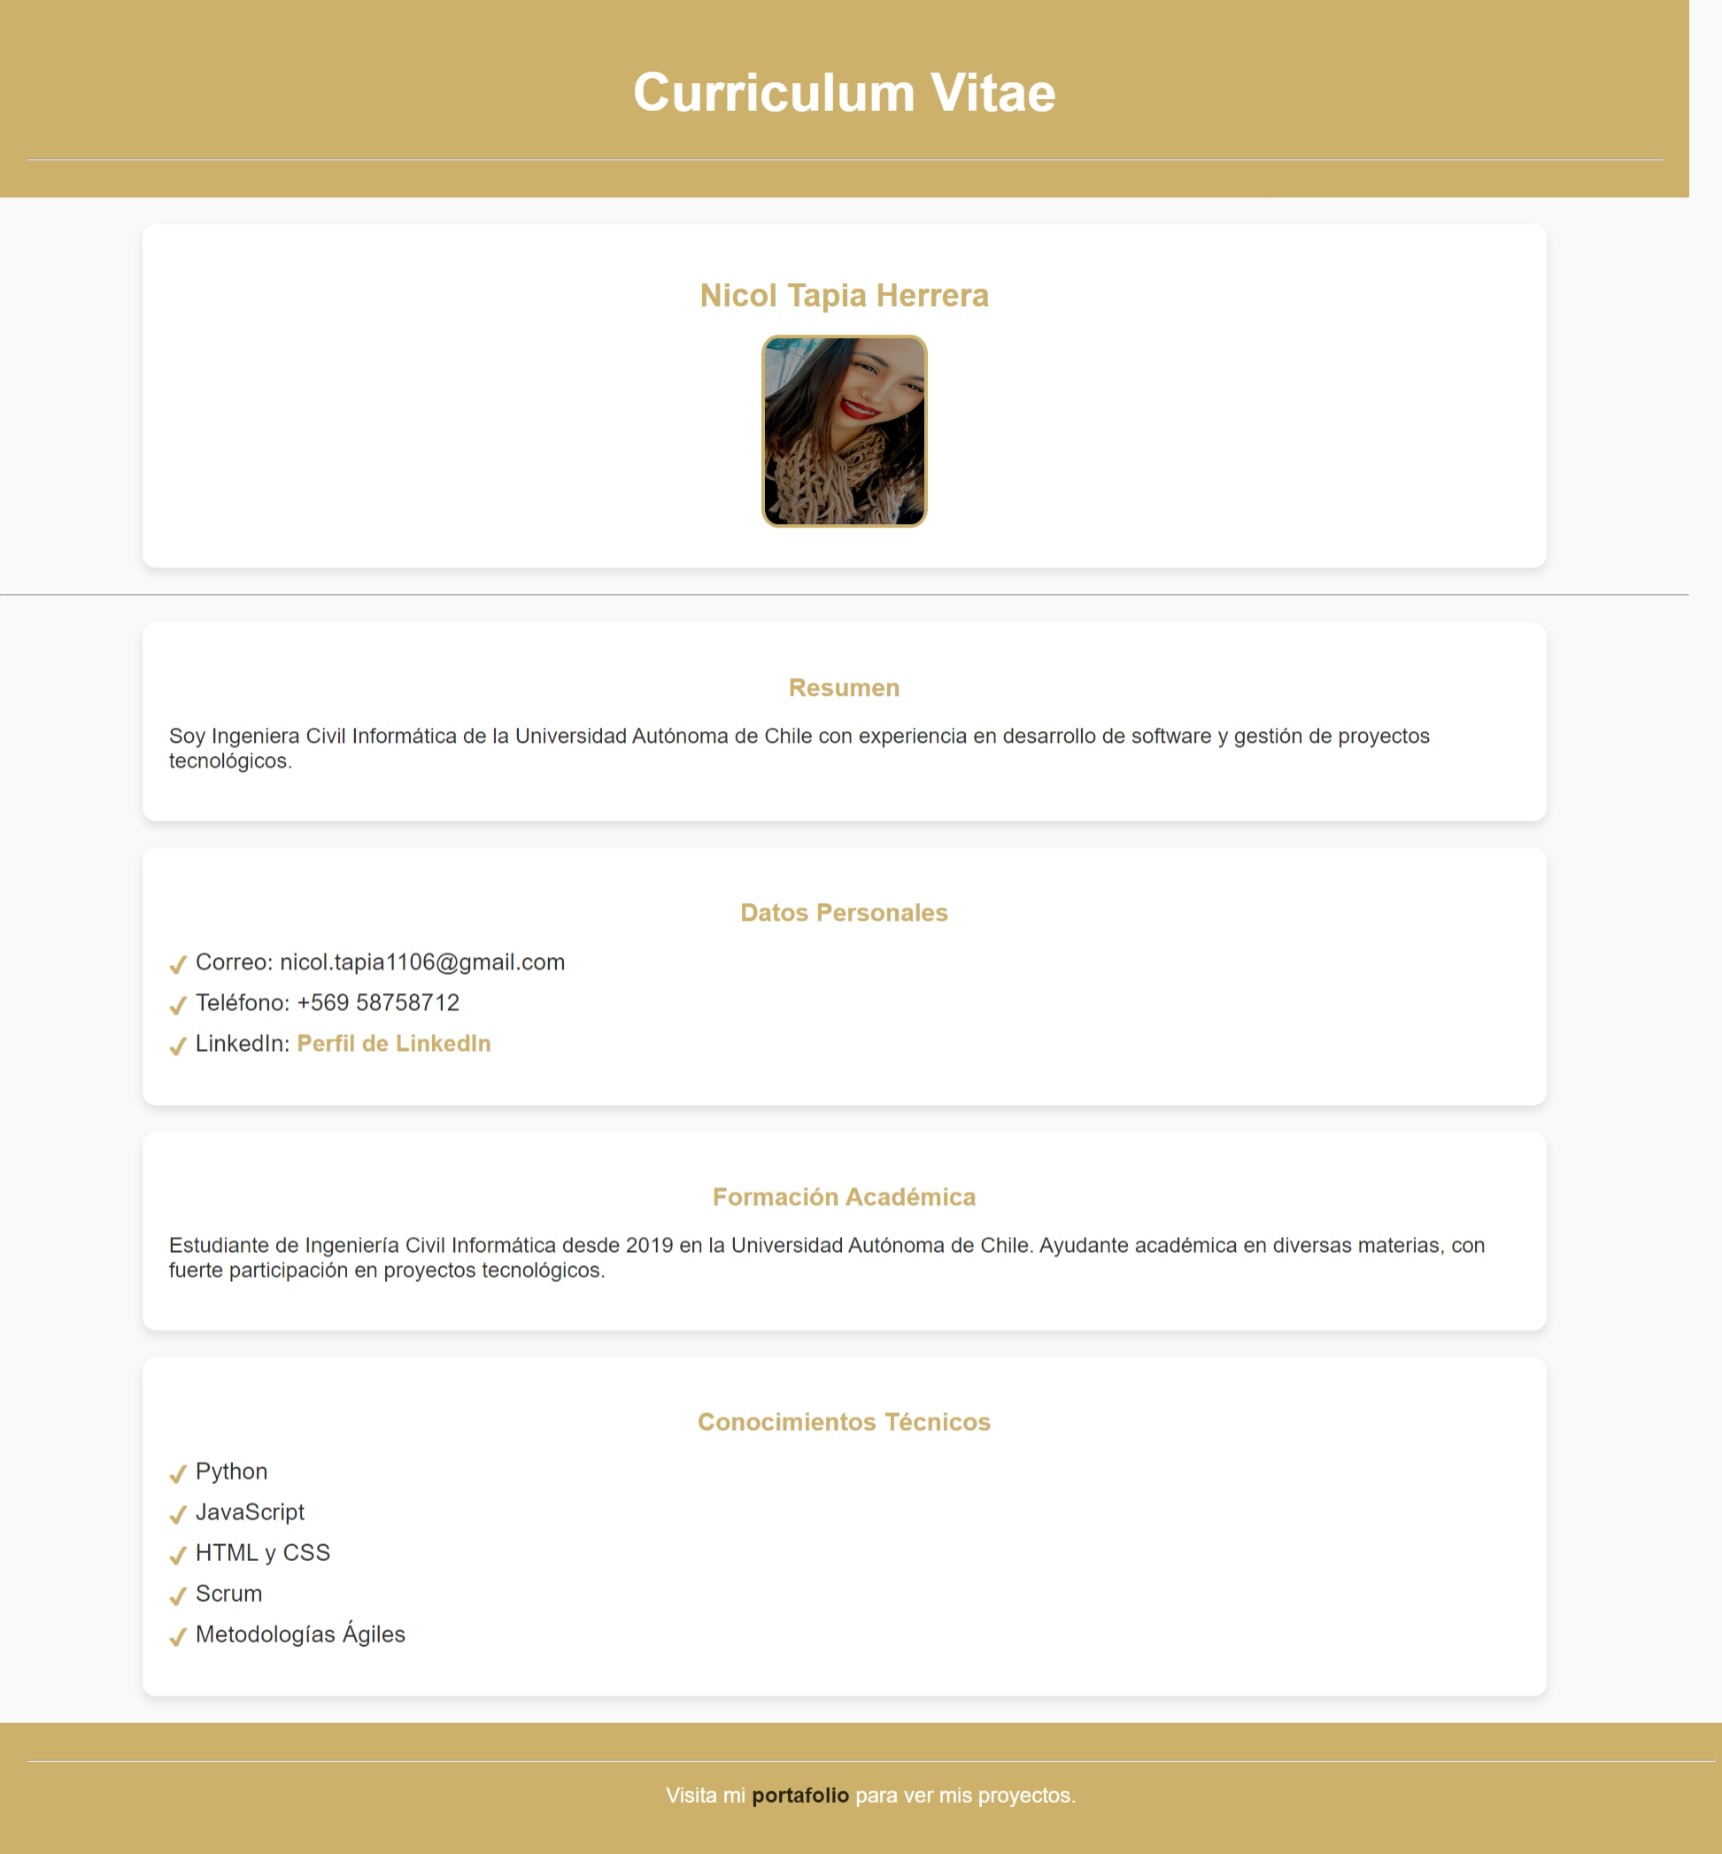 Curriculum Vitae
Nicol Tapia Herrera
Resumen
Soy Ingeniera Civil Informática de la Universidad Autónoma de Chile con experiencia en desarrollo de software y gestión de proyectos
tecnológicos.
Datos Personales
✔ Correo: nicol.tapia1106@gmail.com
✔ Teléfono: +569 58758712
✔ LinkedIn: Perfil de LinkedIn
Formación Académica
Estudiante de Ingeniería Civil Informática desde 2019 en la Universidad Autónoma de Chile. Ayudante académica en diversas materias, con
fuerte participación en proyectos tecnológicos.
Conocimientos Técnicos
✔ Python
✔ JavaScript
✔ HTML y CSS
✔ Scrum
✔ Metodologías Ágiles
Visita mi portafolio para ver mis proyectos.